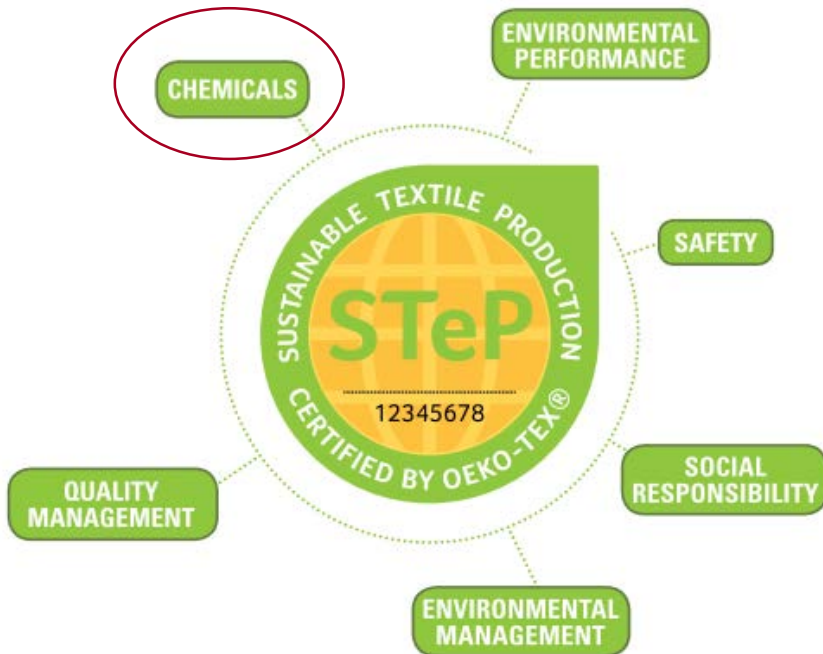 ENVIRONMENTAL
PERFORMANCE
CHEMICALS
SAFETY
SUSTAINABLE TEXTILE PRODUCTION
STeP
12345678
CERTIFIED BY OEKO-TEX®
SOCIAL
RESPONSIBILITY
QUALITY
MANAGEMENT
ENVIRONMENTAL
MANAGEMENT